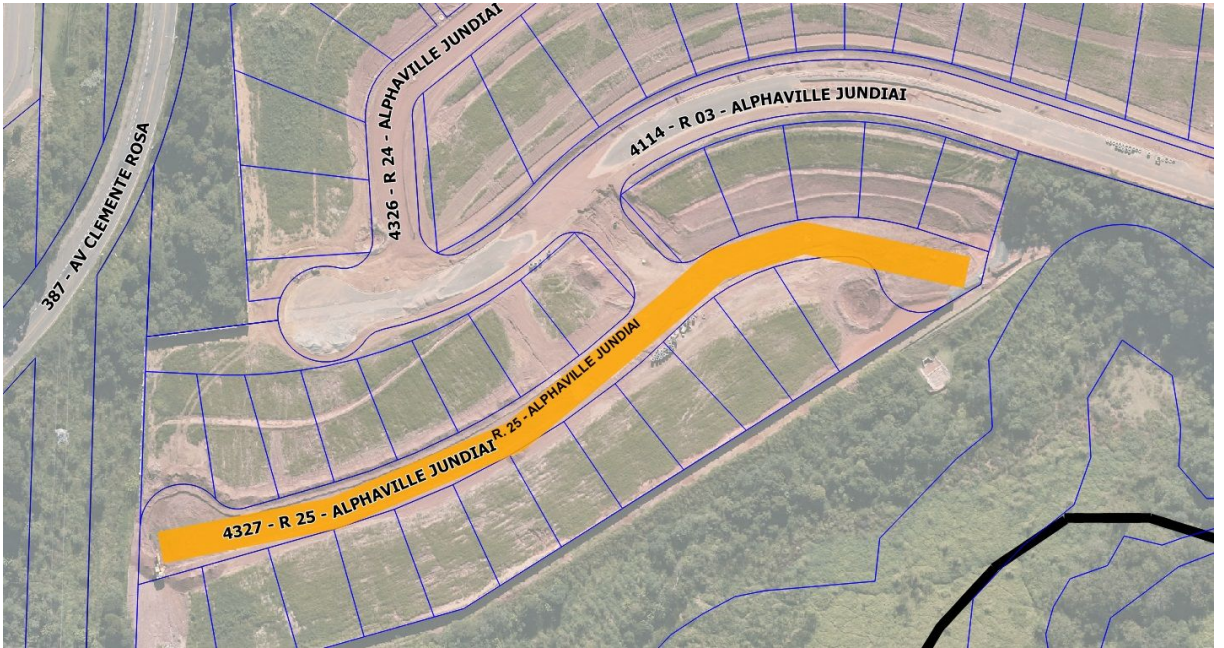 4326 - R 24 - ALPHAVILLE JUNDIAI
4114 - R 03 - ALPHAVILLE JUNDIAI
387 - AV CLEMENTE ROSA
R. 25 - ALPHAVILLE JUNDIAI
4327 - R 25 - ALPHAVILLE JUNDIAI